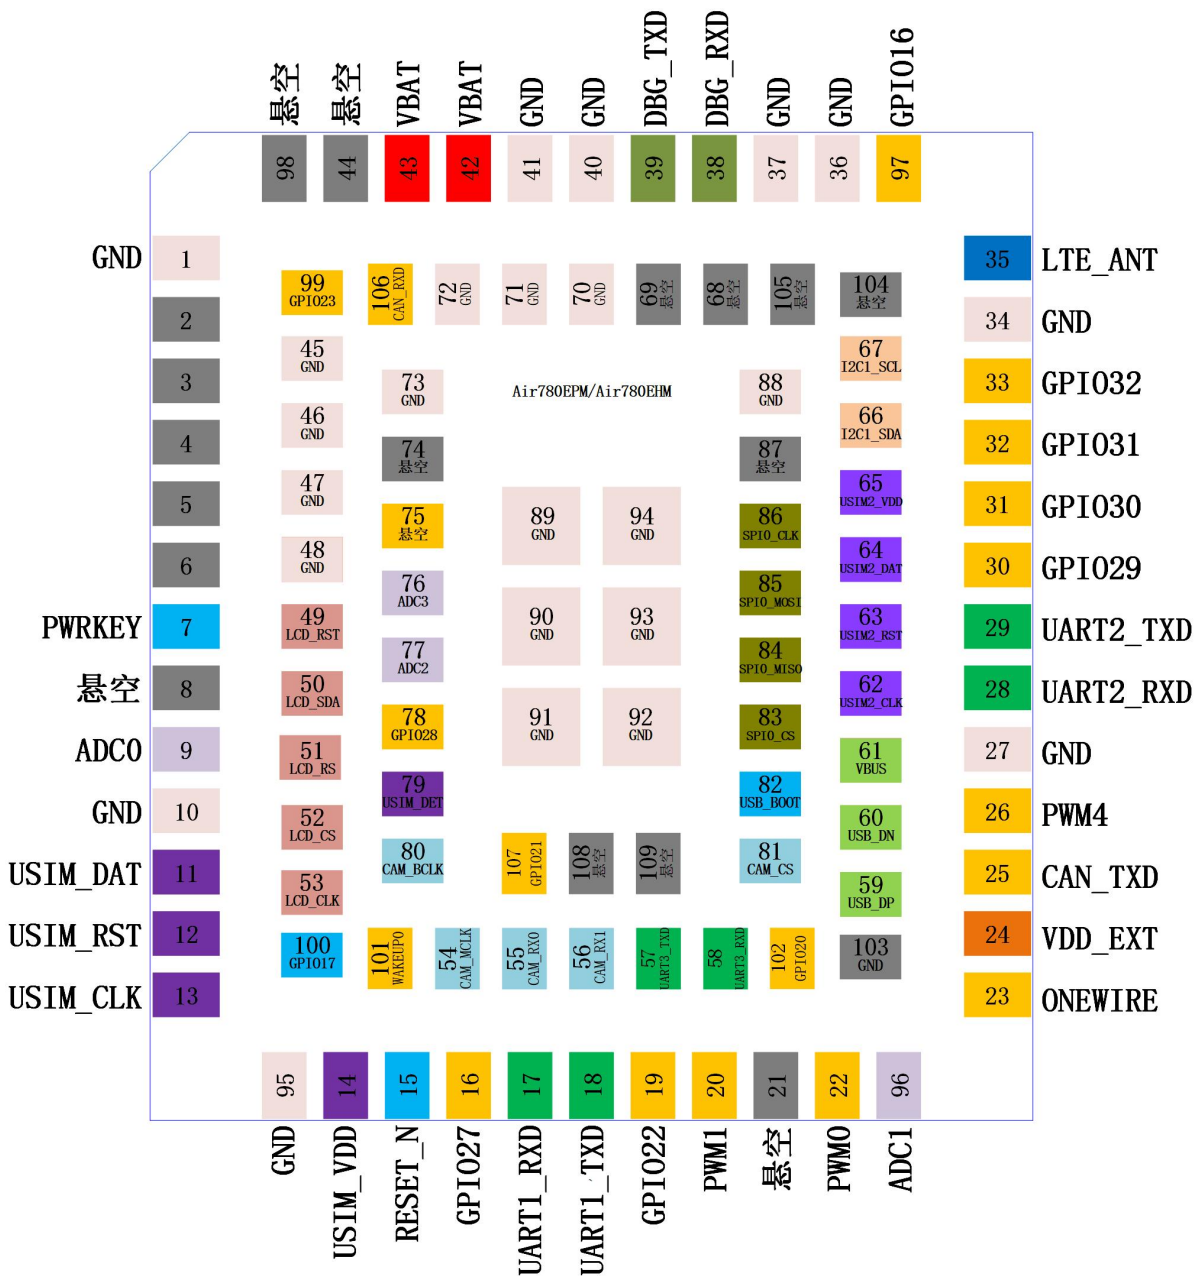 悬空
悬空
VBAT
VBAT
GND
GND
DBG_TXD
DBG_RXD
GND
GND
GPIO16
98
44
43
42
41
40
39
38
37
36
97
GND
1
2
3
4
5
6
PWRKEY
7
悬空
8
ADC0
9
GND
10
USIM_DAT
11
USIM_RST
12
USIM_CLK
13
99
GPIO23
45
GND
46
GND
47
GND
48
GND
49
LCD_RST
50
LCD_SDA
51
LCD_RS
52
LCD_CS
53
LCD_CLK
100
GPIO17
106
CAN_RXD
72
GND
71
GND
70
GND
69
悬空
68
悬空
105
悬空
104
悬空
73
GND
74
悬空
75
悬空
76
ADC3
77
ADC2
78
GPIO28
79
USIM_DET
80
CAM_BCLK
Air780EPM/Air780EHM
89
GND
94
GND
90
GND
93
GND
91
GND
92
GND
107
GPIO21
108
悬空
109
悬空
88
GND
87
悬空
86
SPI0_CLK
85
SPI0_MOSI
84
SPI0_MISO
83
SPI0_CS
82
USB_BOOT
81
CAM_CS
67
I2C1_SCL
66
I2C1_SDA
65
USIM2_VDD
64
USIM2_DAT
63
USIM2_RST
62
USIM2_CLK
61
VBUS
60
USB_DN
59
USB_DP
103
GND
101
WAKEUP0
54
CAM_MCLK
55
CAM_RX0
56
CAM_RX1
57
UART3_TXD
58
UART3_RXD
102
GPIO20
35
LTE_ANT
34
GND
33
GPIO32
32
GPIO31
31
GPIO30
30
GPIO29
29
UART2_TXD
28
UART2_RXD
27
GND
26
PWM4
25
CAN_TXD
24
VDD_EXT
23
ONEWIRE
95
14
15
16
17
18
19
20
21
22
96
GND
USIM_VDD
RESET_N
GPIO27
UART1_RXD
UART1_TXD
GPIO22
PWM1
悬空
PWM0
ADC1